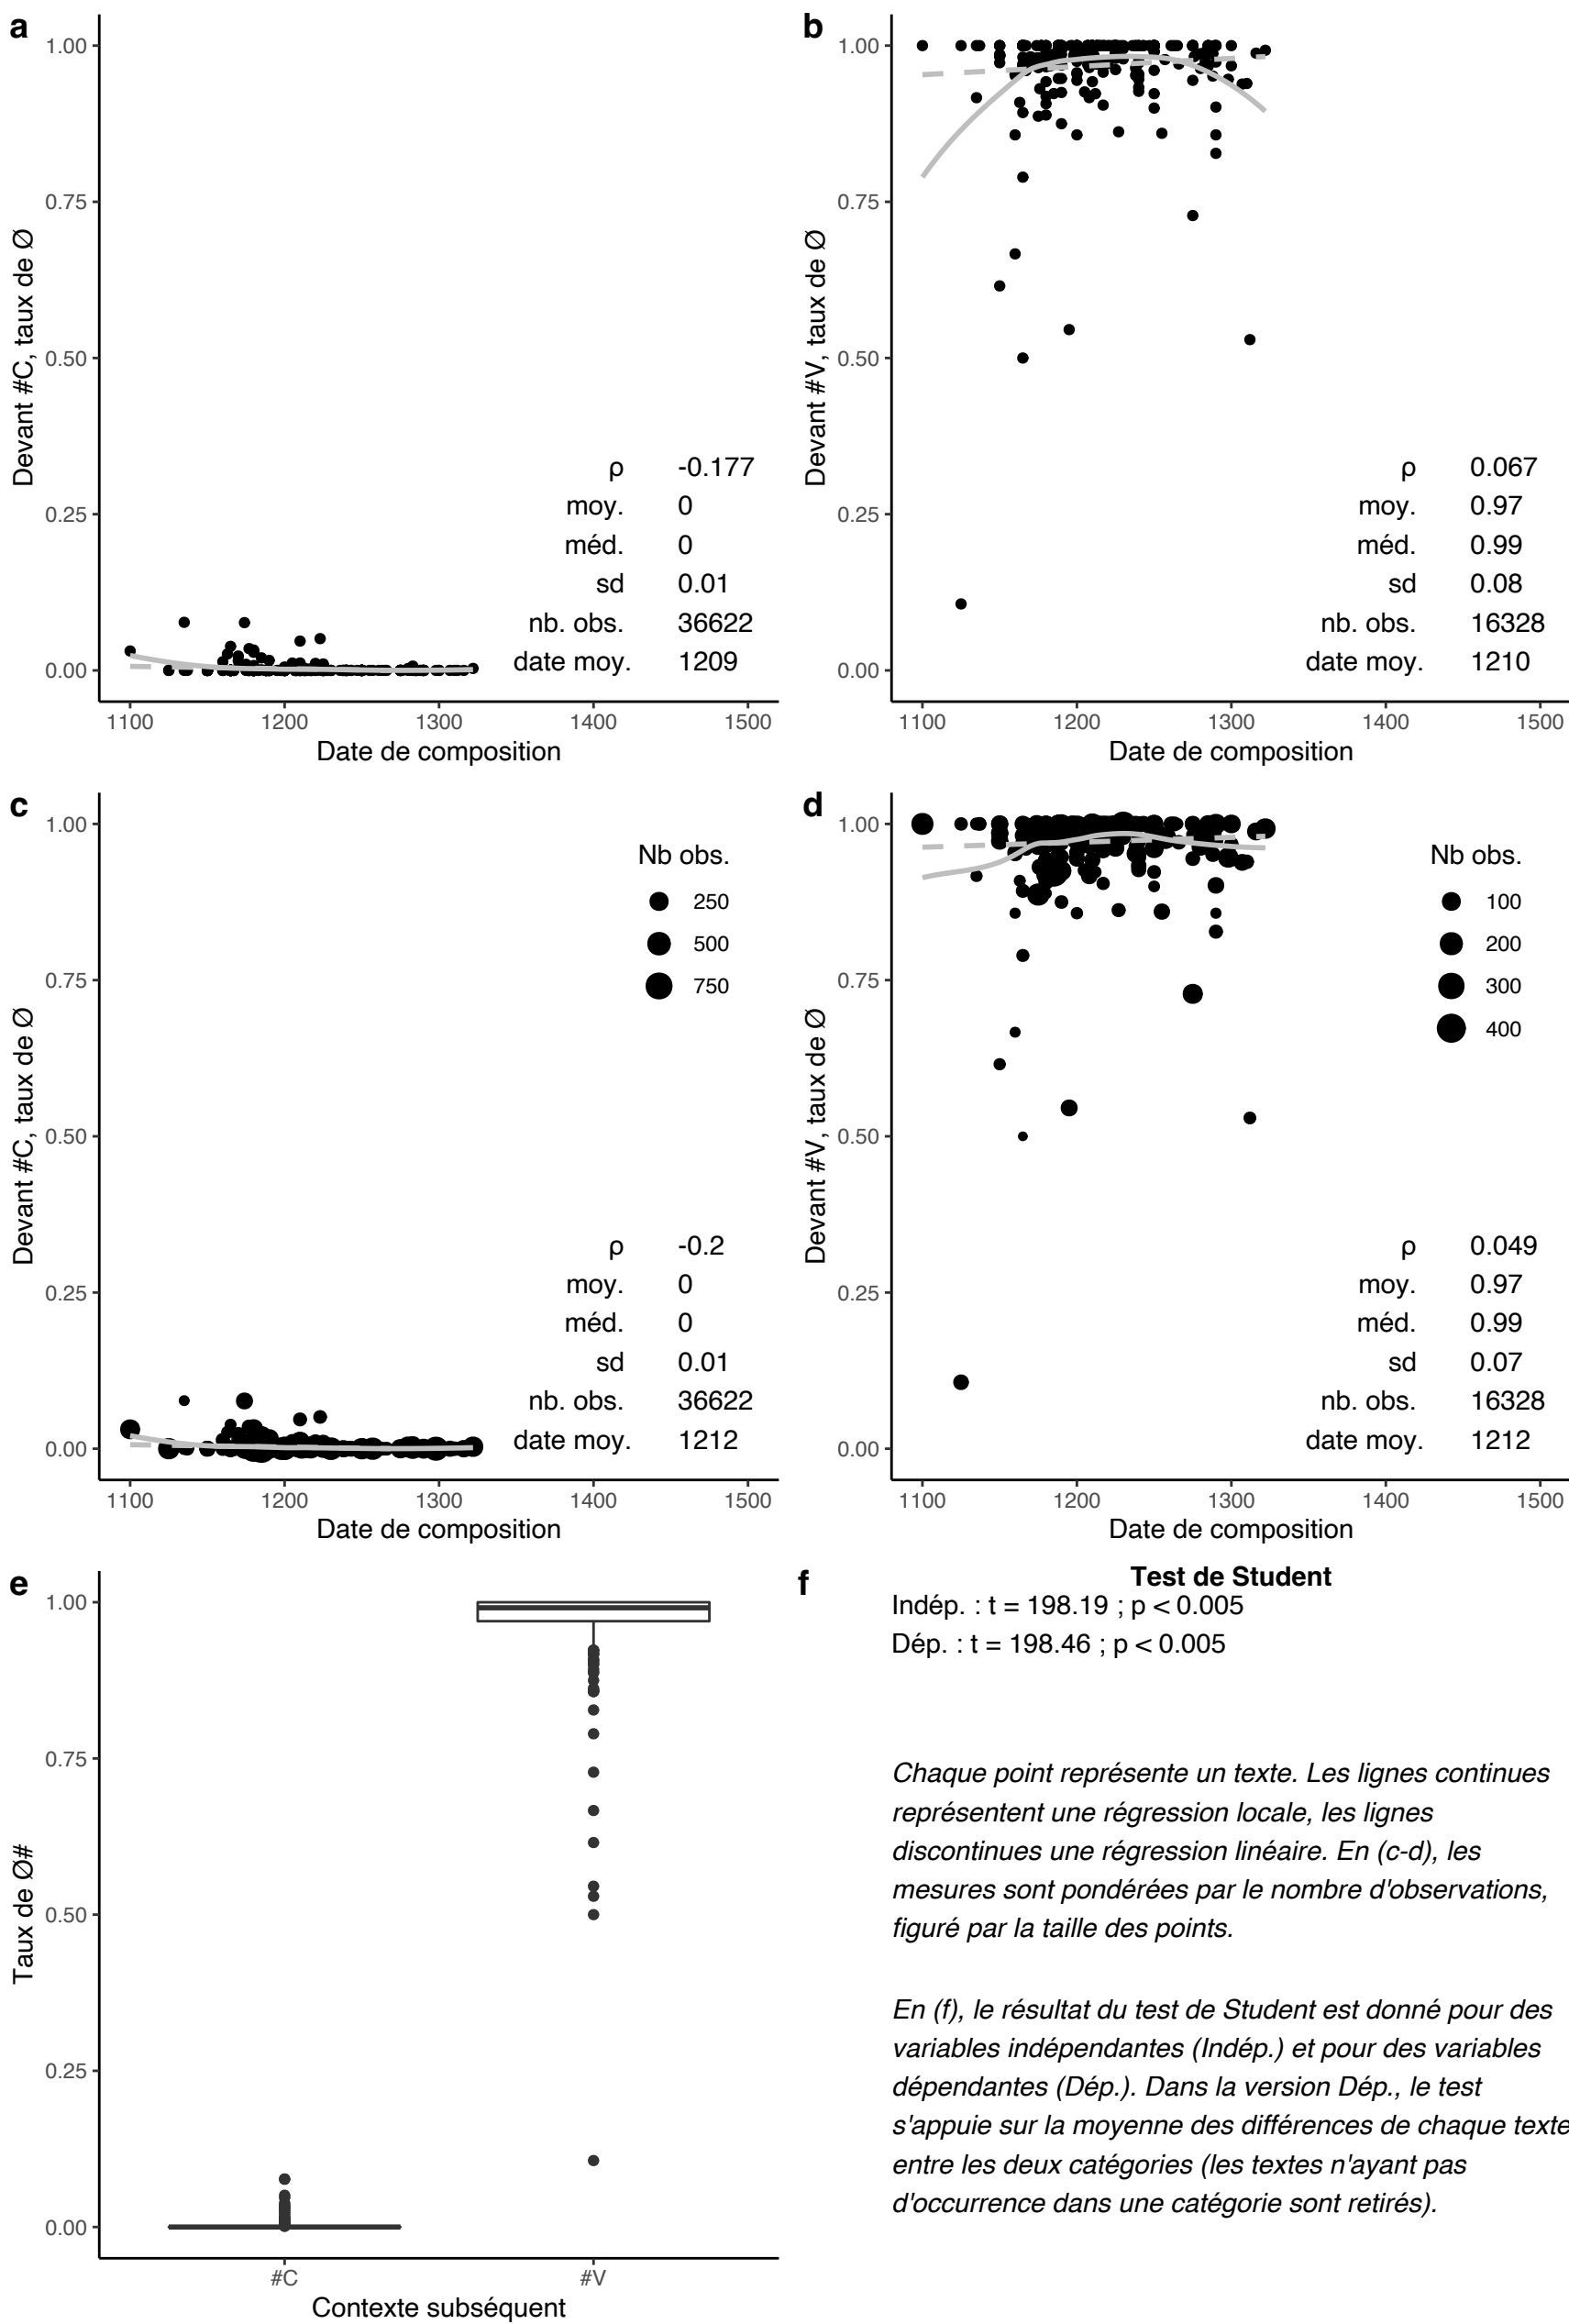 a
1.00
0.75
0.50
0.25
0.00
Devant #C, taux de Ø
ρ -0.177
moy. 0
méd. 0
sd 0.01
nb. obs. 36622
date moy. 1209
1100 1200 1300 1400 1500
Date de composition
b
1.00
0.75
0.50
0.25
0.00
Devant #V, taux de Ø
ρ 0.067
moy. 0.97
méd. 0.99
sd 0.08
nb. obs. 16328
date moy. 1210
1100 1200 1300 1400 1500
Date de composition
c
1.00
0.75
0.50
0.25
0.00
Devant #C, taux de Ø
Nb obs.
250
500
750
ρ -0.2
moy. 0
méd. 0
sd 0.01
nb. obs. 36622
date moy. 1212
1100 1200 1300 1400 1500
Date de composition
d
1.00
0.75
0.50
0.25
0.00
Devant #V, taux de Ø
Nb obs.
100
200
300
400
ρ 0.049
moy. 0.97
méd. 0.99
sd 0.07
nb. obs. 16328
date moy. 1212
1100 1200 1300 1400 1500
Date de composition
e
1.00
0.75
0.50
0.25
0.00
Taux de Ø#
#C #V
Contexte subséquent
f
Test de Student
Indép. : t = 198.19 ; p < 0.005
Dép. : t = 198.46 ; p < 0.005
Chaque point représente un texte. Les lignes continues
représentent une régression locale, les lignes
discontinues une régression linéaire. En (c-d), les
mesures sont pondérées par le nombre d'observations,
figuré par la taille des points.
En (f), le résultat du test de Student est donné pour des
variables indépendantes (Indép.) et pour des variables
dépendantes (Dép.). Dans la version Dép., le test
s'appuie sur la moyenne des différences de chaque texte
entre les deux catégories (les textes n'ayant pas
d'occurrence dans une catégorie sont retirés).